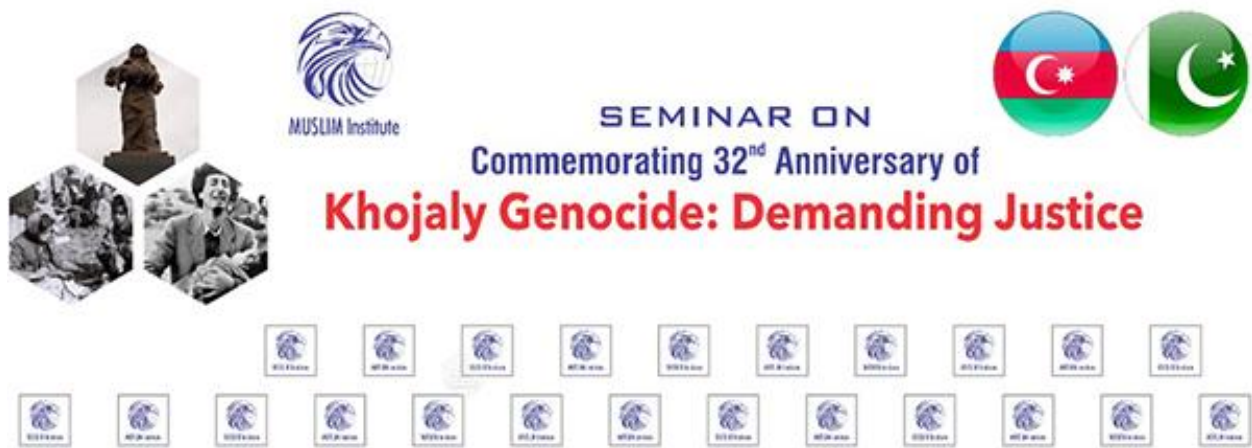 MUSLIM Institute
SEMINAR ON
Commemorating 32nd Anniversary of
Khojaly Genocide: Demanding Justice